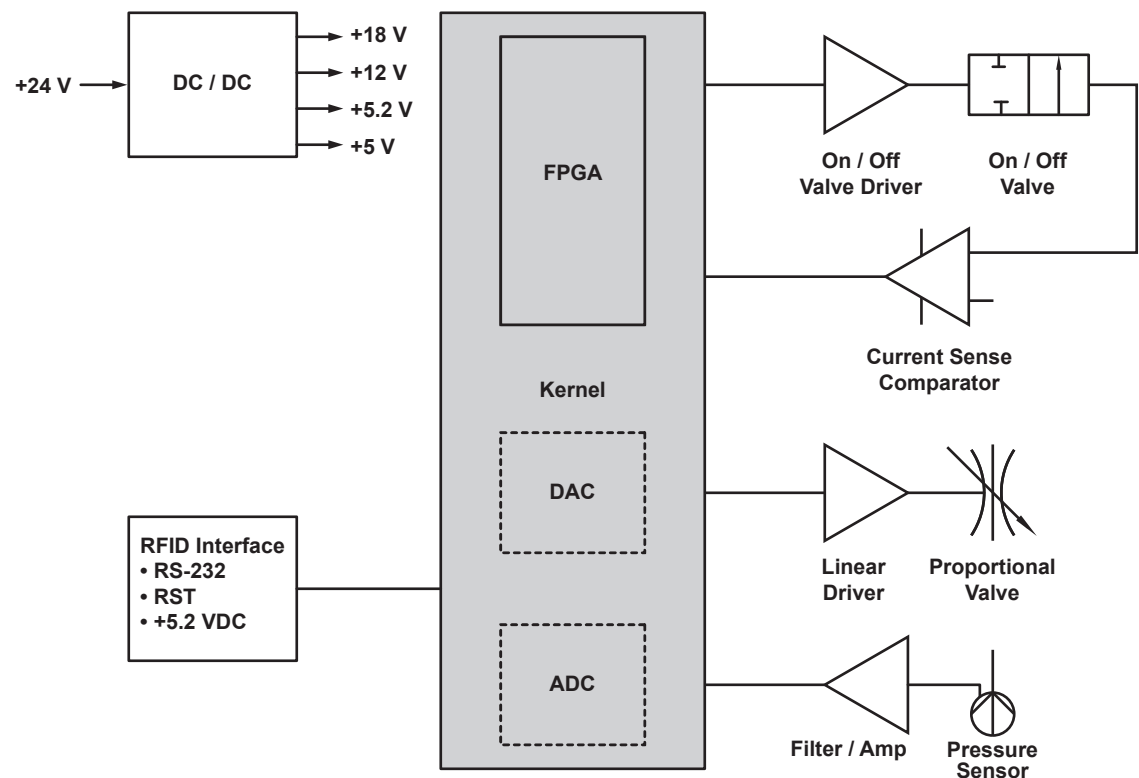 +24 V
DC / DC
+18 V
+12 V
+5.2 V
+5 V
FPGA
Kernel
DAC
ADC
On / Off
Valve Driver
On / Off
Valve
Current Sense
Comparator
Linear
Driver
Proportional
Valve
Filter / Amp
Pressure
Sensor
RFID Interface
• RS-232
• RST
• +5.2 VDC